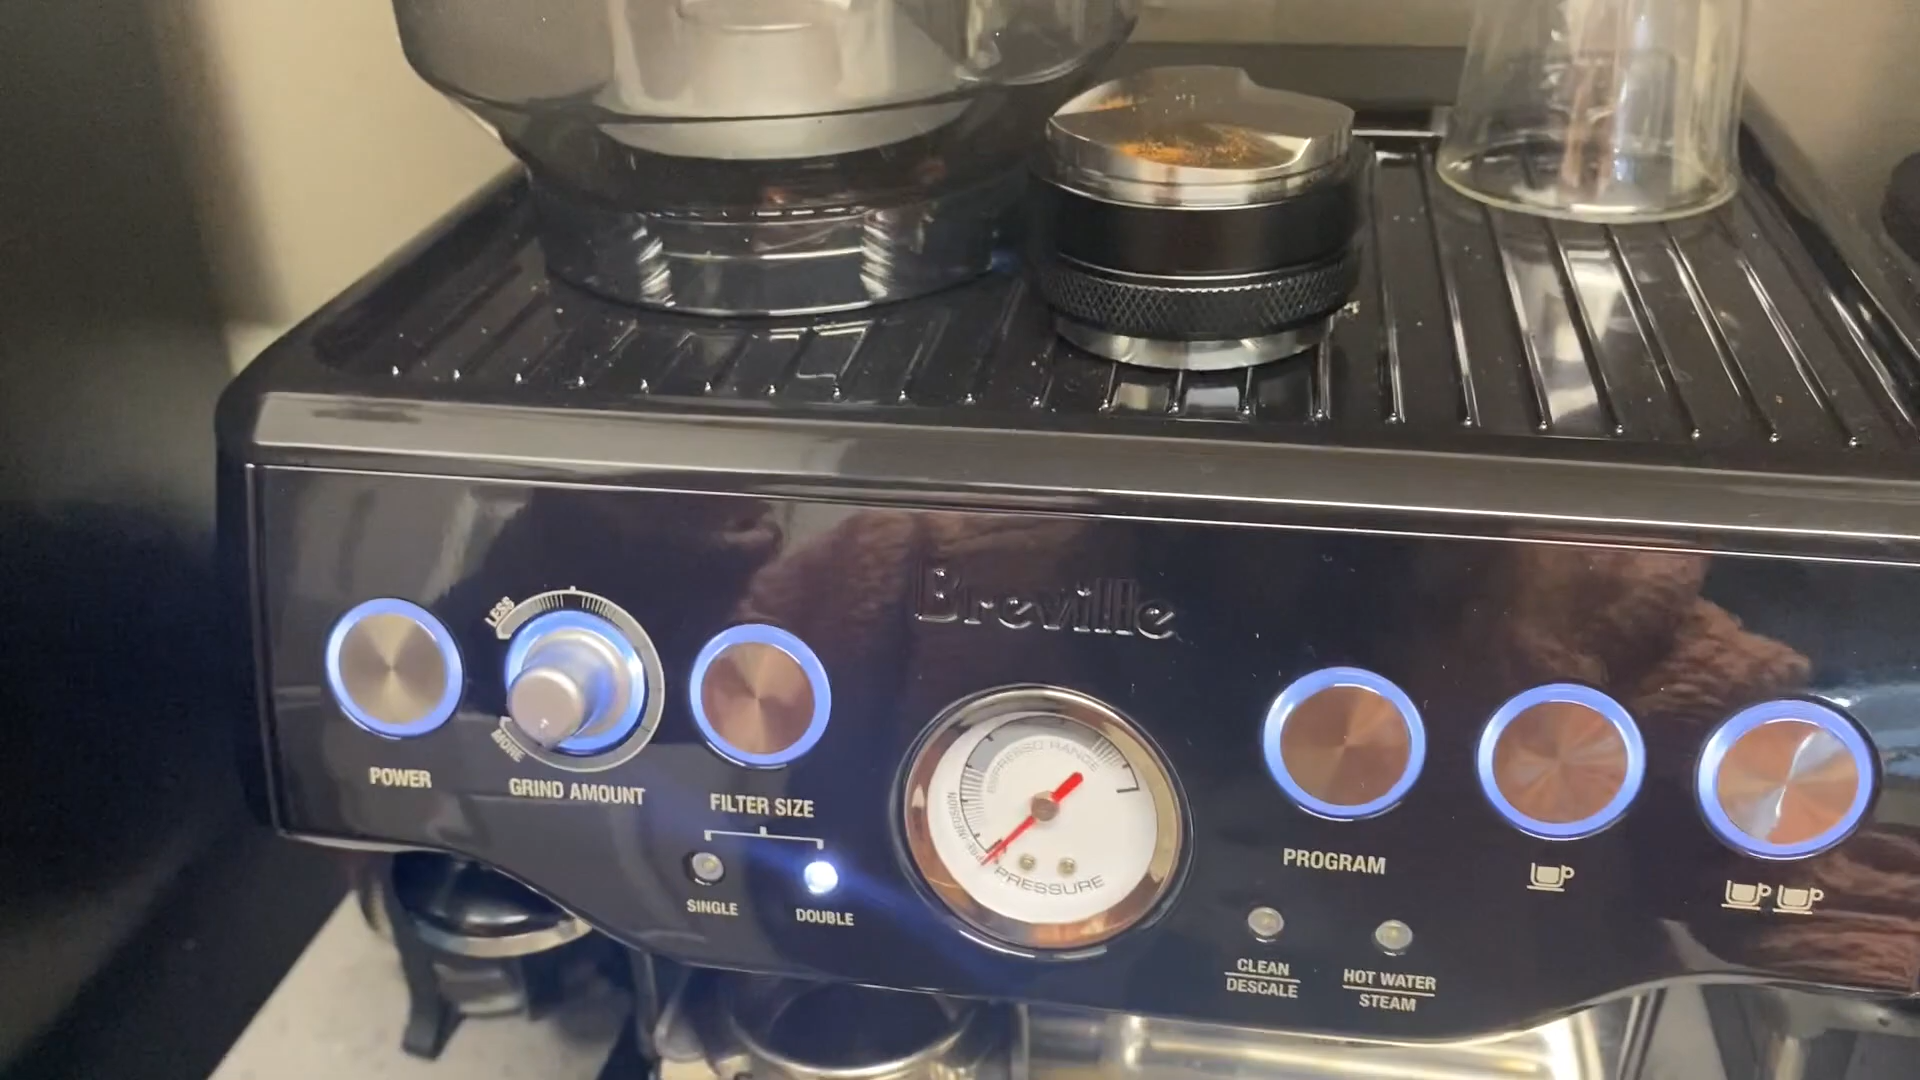 Breville
LESS
MORE
POWER
GRIND AMOUNT
FILTER SIZE
SINGLE
DOUBLE
ESPRESSO RANGE
PRESSURE
PROGRAM
CLEAN
DESCALE
HOT WATER
STEAM